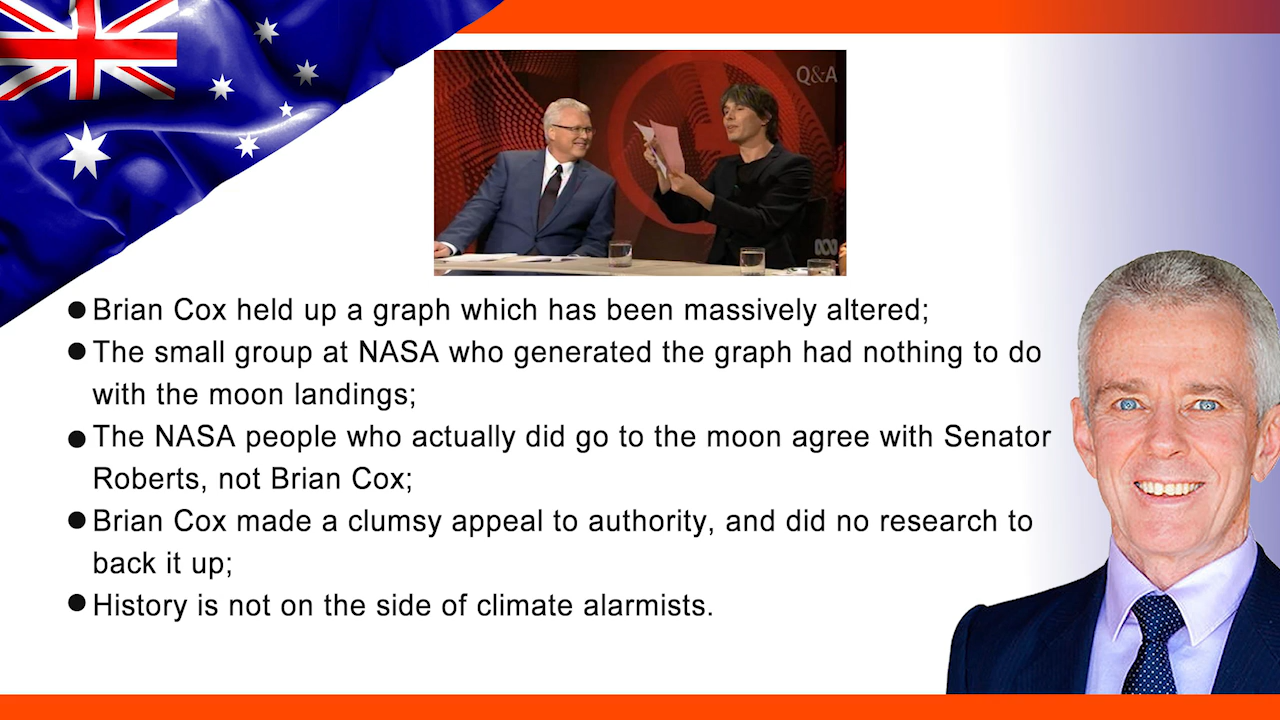 Q&A
● Brian Cox held up a graph which has been massively altered;
● The small group at NASA who generated the graph had nothing to do
with the moon landings;
● The NASA people who actually did go to the moon agree with Senator
Roberts, not Brian Cox;
● Brian Cox made a clumsy appeal to authority, and did no research to
back it up;
● History is not on the side of climate alarmists.